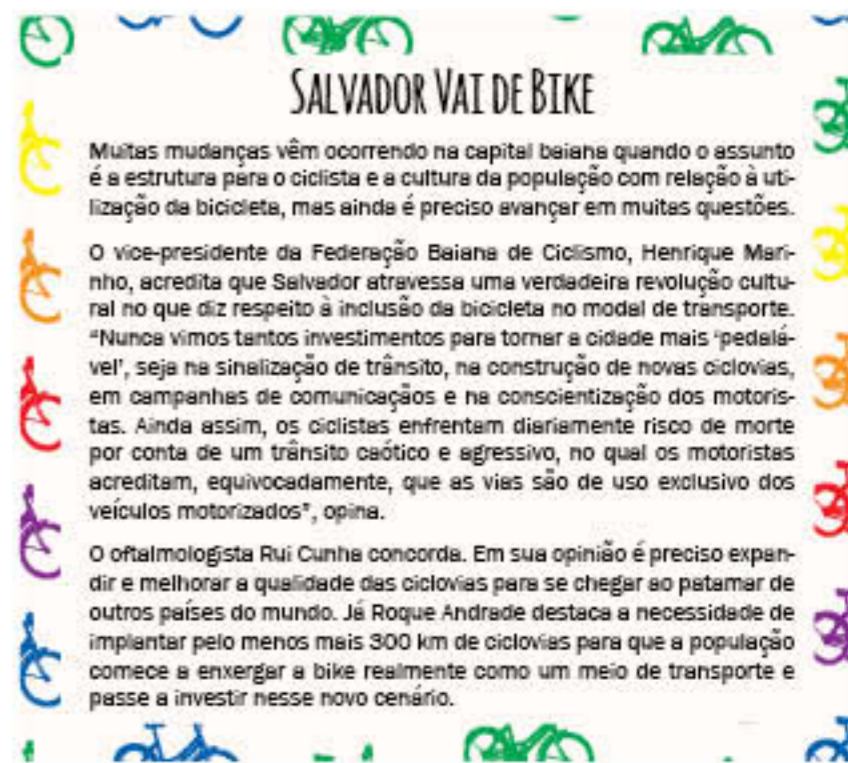 SALVADOR VAI DE BIKE
Muitas mudanças vêm ocorrendo na capital baiana quando o assunto
é a estrutura para o ciclista e a cultura da população com relação à uti-
lização da bicicleta, mas ainda é preciso avançar em muitas questões.
O vice-presidente da Federação Baiana de Ciclismo, Henrique Mari-
nho, acredita que Salvador atravessa uma verdadeira revolução cultu-
ral no que diz respeito à inclusão da bicicleta no modal de transporte.
"Nunca vimos tantos investimentos para tornar a cidade mais 'pedalá-
vel', seja na sinalização de trânsito, na construção de novas ciclovias,
em campanhas de comunicaçãos e na conscientização dos motoris-
tas. Ainda assim, os ciclistas enfrentam diariamente risco de morte
por conta de um trânsito caótico e agressivo, no qual os motoristas
acreditam, equivocadamente, que as vias são de uso exclusivo dos
veículos motorizados", opina.
O oftalmologista Rui Cunha concorda. Em sua opinião é preciso expan-
dir e melhorar a qualidade das ciclovias para se chegar ao patamar de
outros países do mundo. Já Roque Andrade destaca a necessidade de
implantar pelo menos mais 300 km de ciclovias para que a população
comece a enxergar a bike realmente como um meio de transporte e
passe a investir nesse novo cenário.